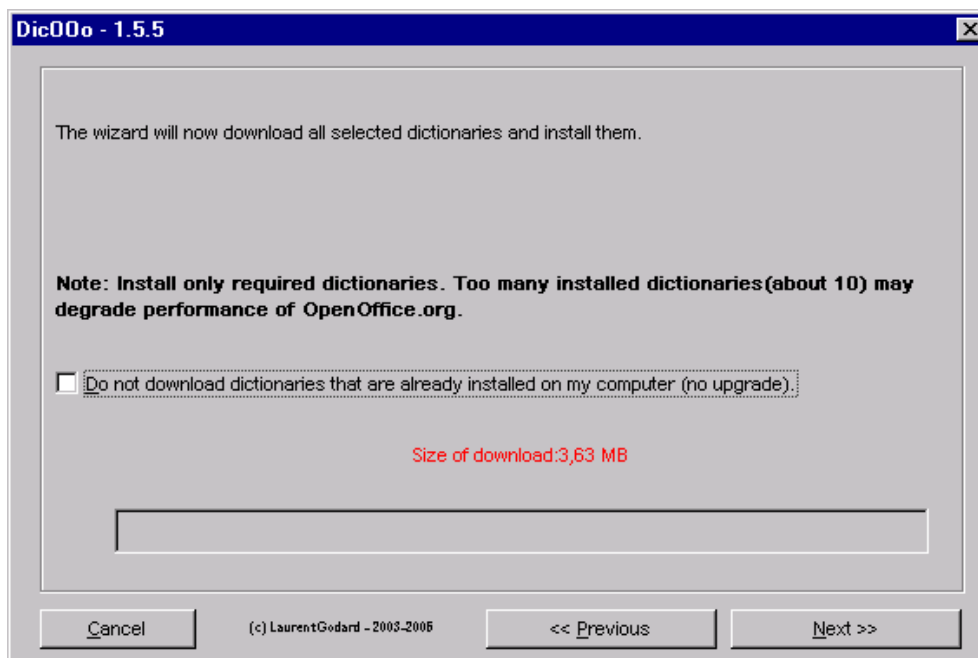 DicOOo - 1.5.5
The wizard will now download all selected dictionaries and install them.
Note: Install only required dictionaries. Too many installed dictionaries(about 10) may
degrade performance of OpenOffice.org.
Do not download dictionaries that are already installed on my computer (no upgrade).
Size of download:3,63 MB
Cancel
(c) Laurent Godard - 2003-2005
<< Previous
Next >>